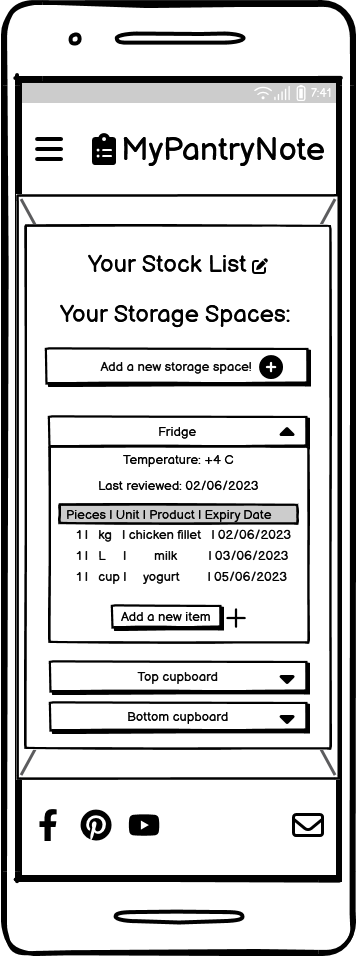 7:41
MyPantryNote
Your Stock List
Your Storage Spaces:
Add a new storage space!
Fridge
Temperature: +4 C
Last reviewed: 02/06/2023
Pieces | Unit | Product | Expiry Date
1 | kg | chicken fillet | 02/06/2023
1 | L | milk | 03/06/2023
1 | cup | yogurt | 05/06/2023
Add a new item
Top cupboard
Bottom cupboard